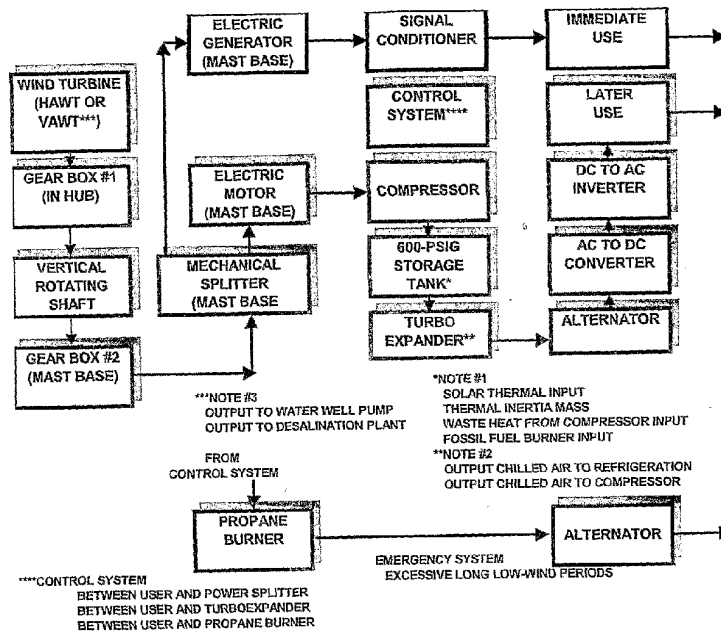 ELECTRIC
GENERATOR
(MAST BASE)
SIGNAL
CONDITIONER
IMMEDIATE
USE
WIND TURBINE
(HAWT OR
VAWT***)
CONTROL
SYSTEM****
LATER
USE
GEAR BOX #1
(IN HUB)
ELECTRIC
MOTOR
(MAST BASE)
COMPRESSOR
DC TO AC
INVERTER
VERTICAL
ROTATING
SHAFT
MECHANICAL
SPLITTER
(MAST BASE
600-PSIG
STORAGE
TANK*
AC TO DC
CONVERTER
GEAR BOX #2
(MAST BASE)
TURBO
EXPANDER**
ALTERNATOR
***NOTE #3
OUTPUT TO WATER WELL PUMP
OUTPUT TO DESALINATION PLANT
*NOTE #1
SOLAR THERMAL INPUT
THERMAL INERTIA MASS
WASTE HEAT FROM COMPRESSOR INPUT
FOSSIL FUEL BURNER INPUT
**NOTE #2
OUTPUT CHILLED AIR TO REFRIGERATION
OUTPUT CHILLED AIR TO COMPRESSOR
FROM
CONTROL SYSTEM
PROPANE
BURNER
ALTERNATOR
EMERGENCY SYSTEM
EXCESSIVE LONG LOW-WIND PERIODS
****CONTROL SYSTEM
BETWEEN USER AND POWER SPLITTER
BETWEEN USER AND TURBOEXPANDER
BETWEEN USER AND PROPANE BURNER